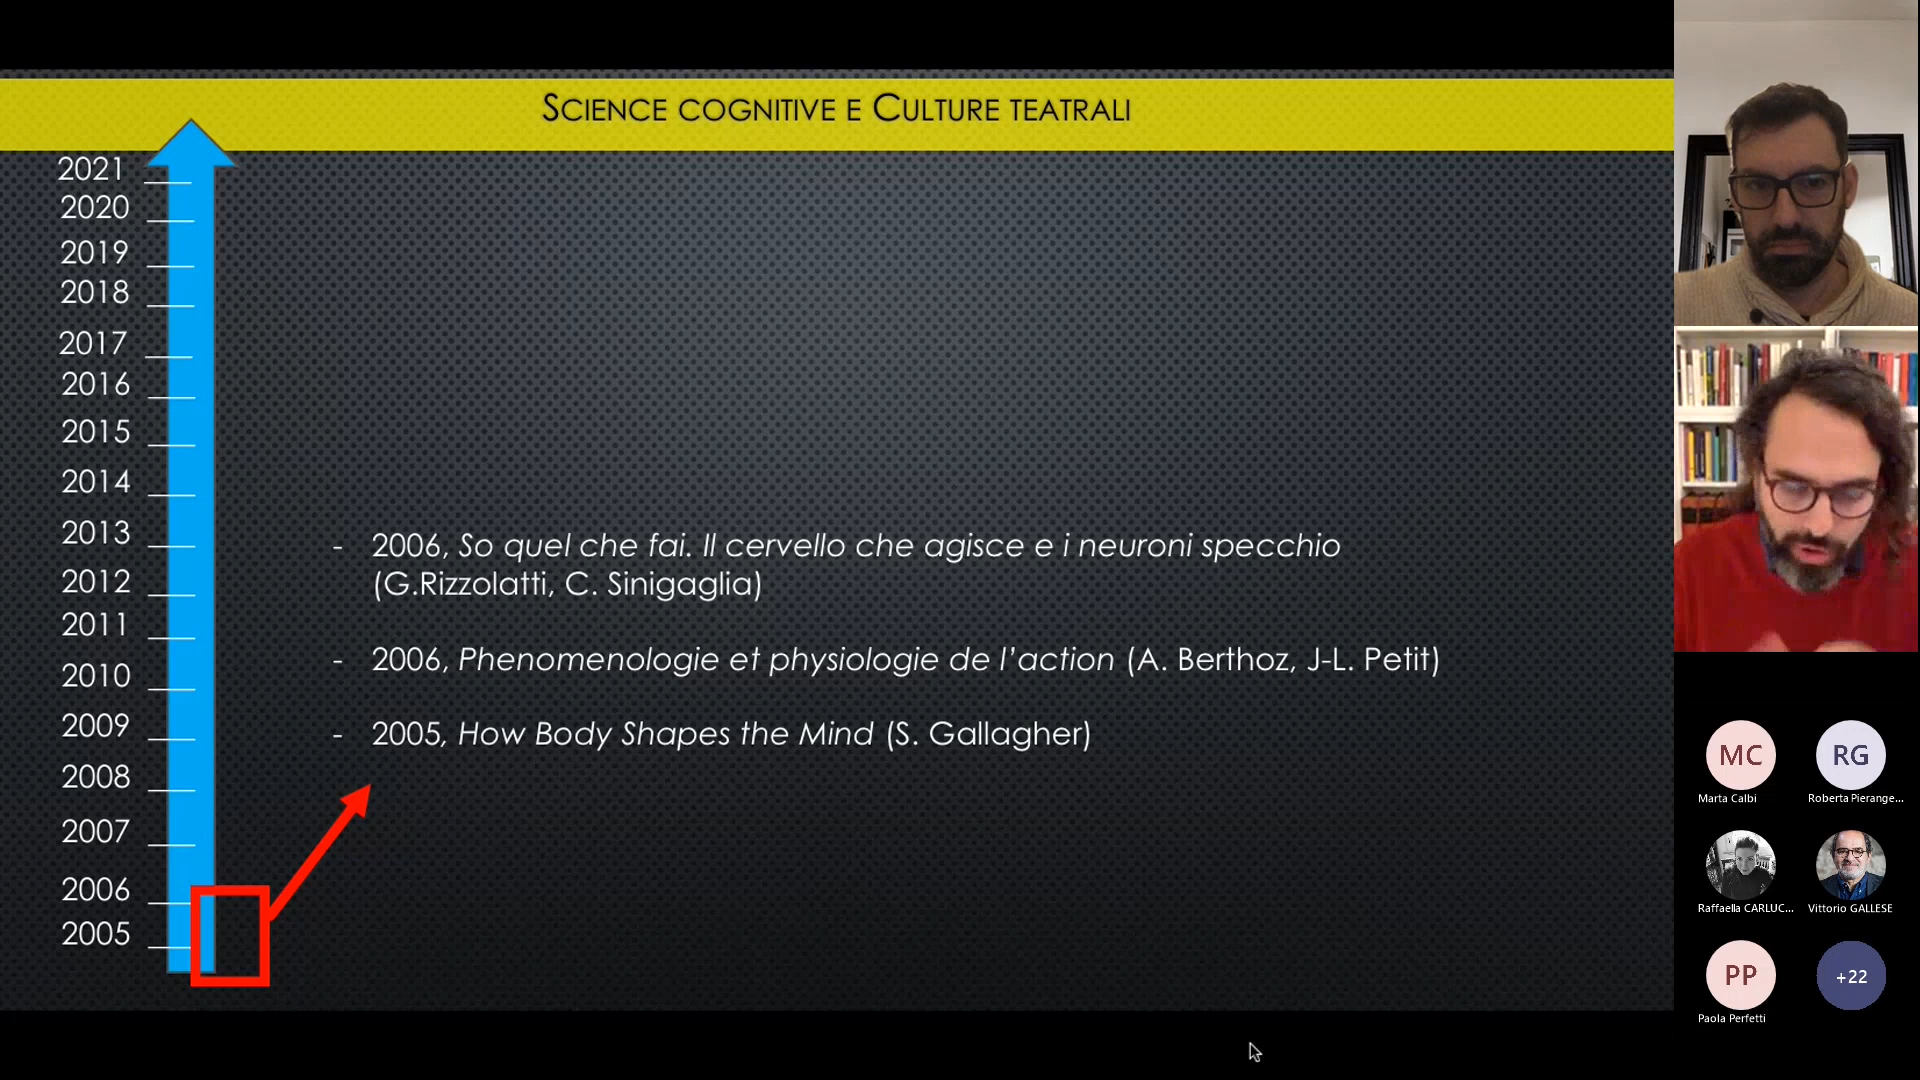 Science cognitive e Culture teatrali
2021
2020
2019
2018
2017
2016
2015
2014
2013
2012
2011
2010
2009
2008
2007
2006
2005
- 2006, So quel che fai. Il cervello che agisce e i neuroni specchio
(G.Rizzolatti, C. Sinigaglia)
- 2006, Phenomenologie et physiologie de l’action (A. Berthoz, J-L. Petit)
- 2005, How Body Shapes the Mind (S. Gallagher)
MC
RG
Marta Calbi
Roberta Pierange...
Raffaella CARLUC...
Vittorio GALLESE
PP
+22
Paola Perfetti